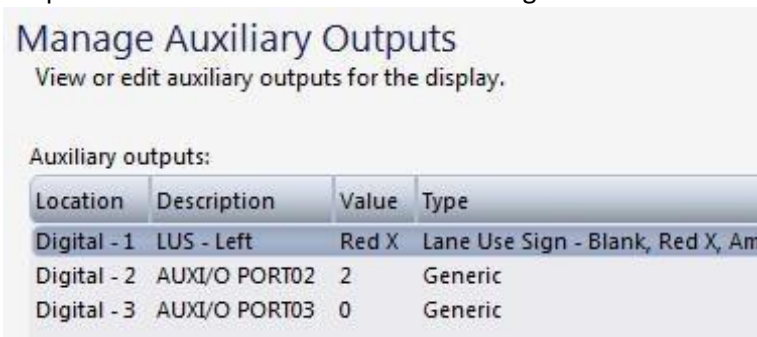 Manage Auxiliary Outputs
View or edit auxiliary outputs for the display.
Auxiliary outputs:
Location Description Value Type
Digital - 1 LUS - Left Red X Lane Use Sign - Blank, Red X, Am
Digital - 2 AUXI/O PORT02 2 Generic
Digital - 3 AUXI/O PORT03 0 Generic